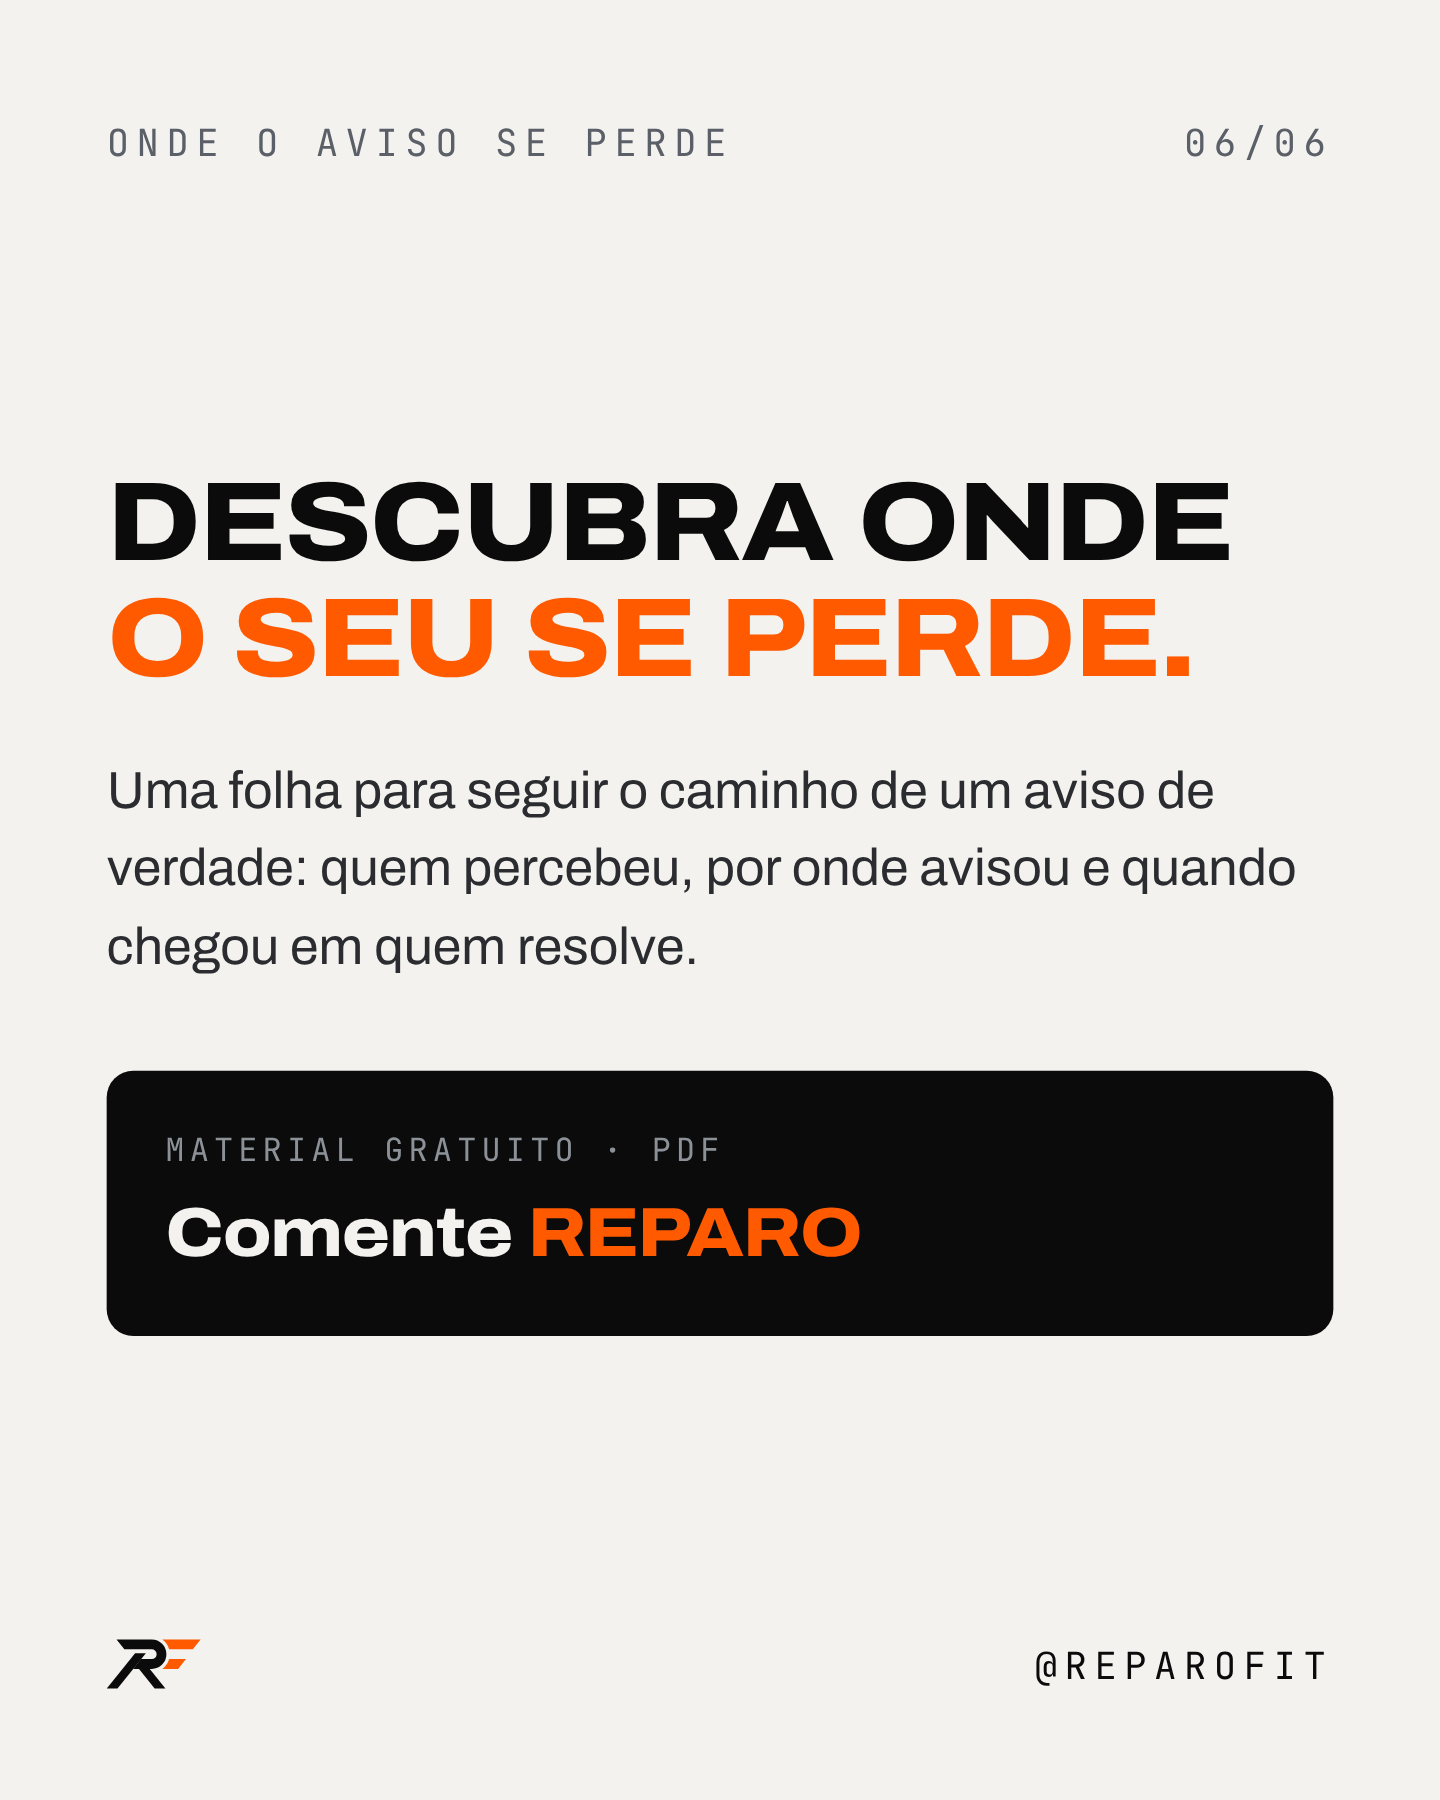 ONDE O AVISO SE PERDE
06/06
DESCUBRA ONDE
O SEU SE PERDE.
Uma folha para seguir o caminho de um aviso de
verdade: quem percebeu, por onde avisou e quando
chegou em quem resolve.
MATERIAL GRATUITO · PDF
Comente REPARO
RF
@REPAROFIT